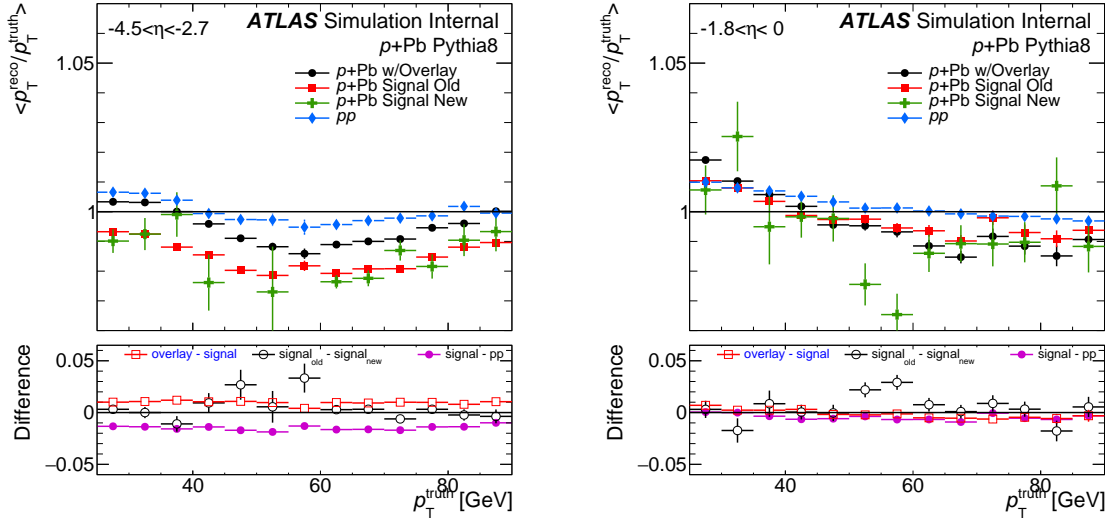 -4.5<η<-2.7
ATLAS Simulation Internal
p+Pb Pythia8
p+Pb w/Overlay
p+Pb Signal Old
p+Pb Signal New
pp
<p_T^reco/p_T^truth>
1.05
1
overlay - signal
signal_old - signal_new
signal - pp
Difference
0.05
0
−0.05
40 60 80
p_T^truth [GeV]
-1.8<η< 0
ATLAS Simulation Internal
p+Pb Pythia8
p+Pb w/Overlay
p+Pb Signal Old
p+Pb Signal New
pp
<p_T^reco/p_T^truth>
1.05
1
overlay - signal
signal_old - signal_new
signal - pp
Difference
0.05
0
−0.05
40 60 80
p_T^truth [GeV]